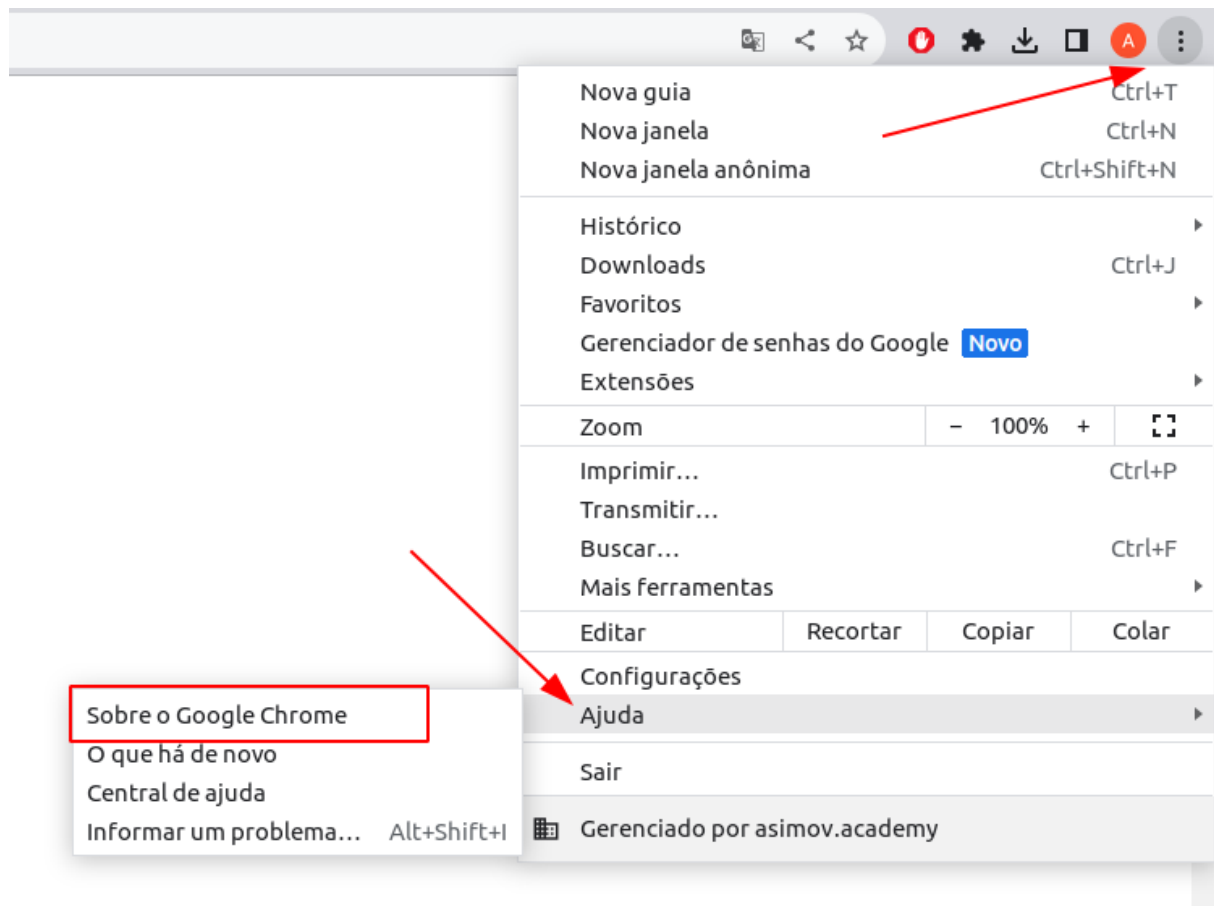 A
Nova guia Ctrl+T
Nova janela Ctrl+N
Nova janela anônima Ctrl+Shift+N
Histórico
Downloads Ctrl+J
Favoritos
Gerenciador de senhas do Google Novo
Extensões
Zoom − 100% +
Imprimir... Ctrl+P
Transmitir...
Buscar... Ctrl+F
Mais ferramentas
Editar Recortar Copiar Colar
Configurações
Ajuda
Sobre o Google Chrome
O que há de novo
Central de ajuda
Informar um problema... Alt+Shift+I
Sair
Gerenciado por asimov.academy